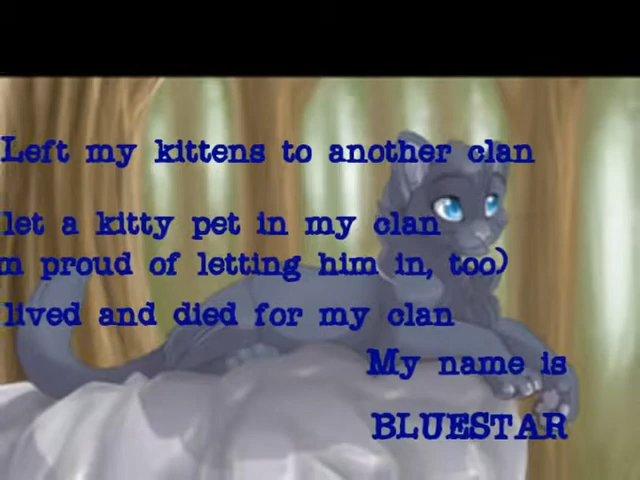 Left my kittens to another clan
let a kitty pet in my clan
m proud of letting him in, too)
lived and died for my clan
My name is
BLUESTAR